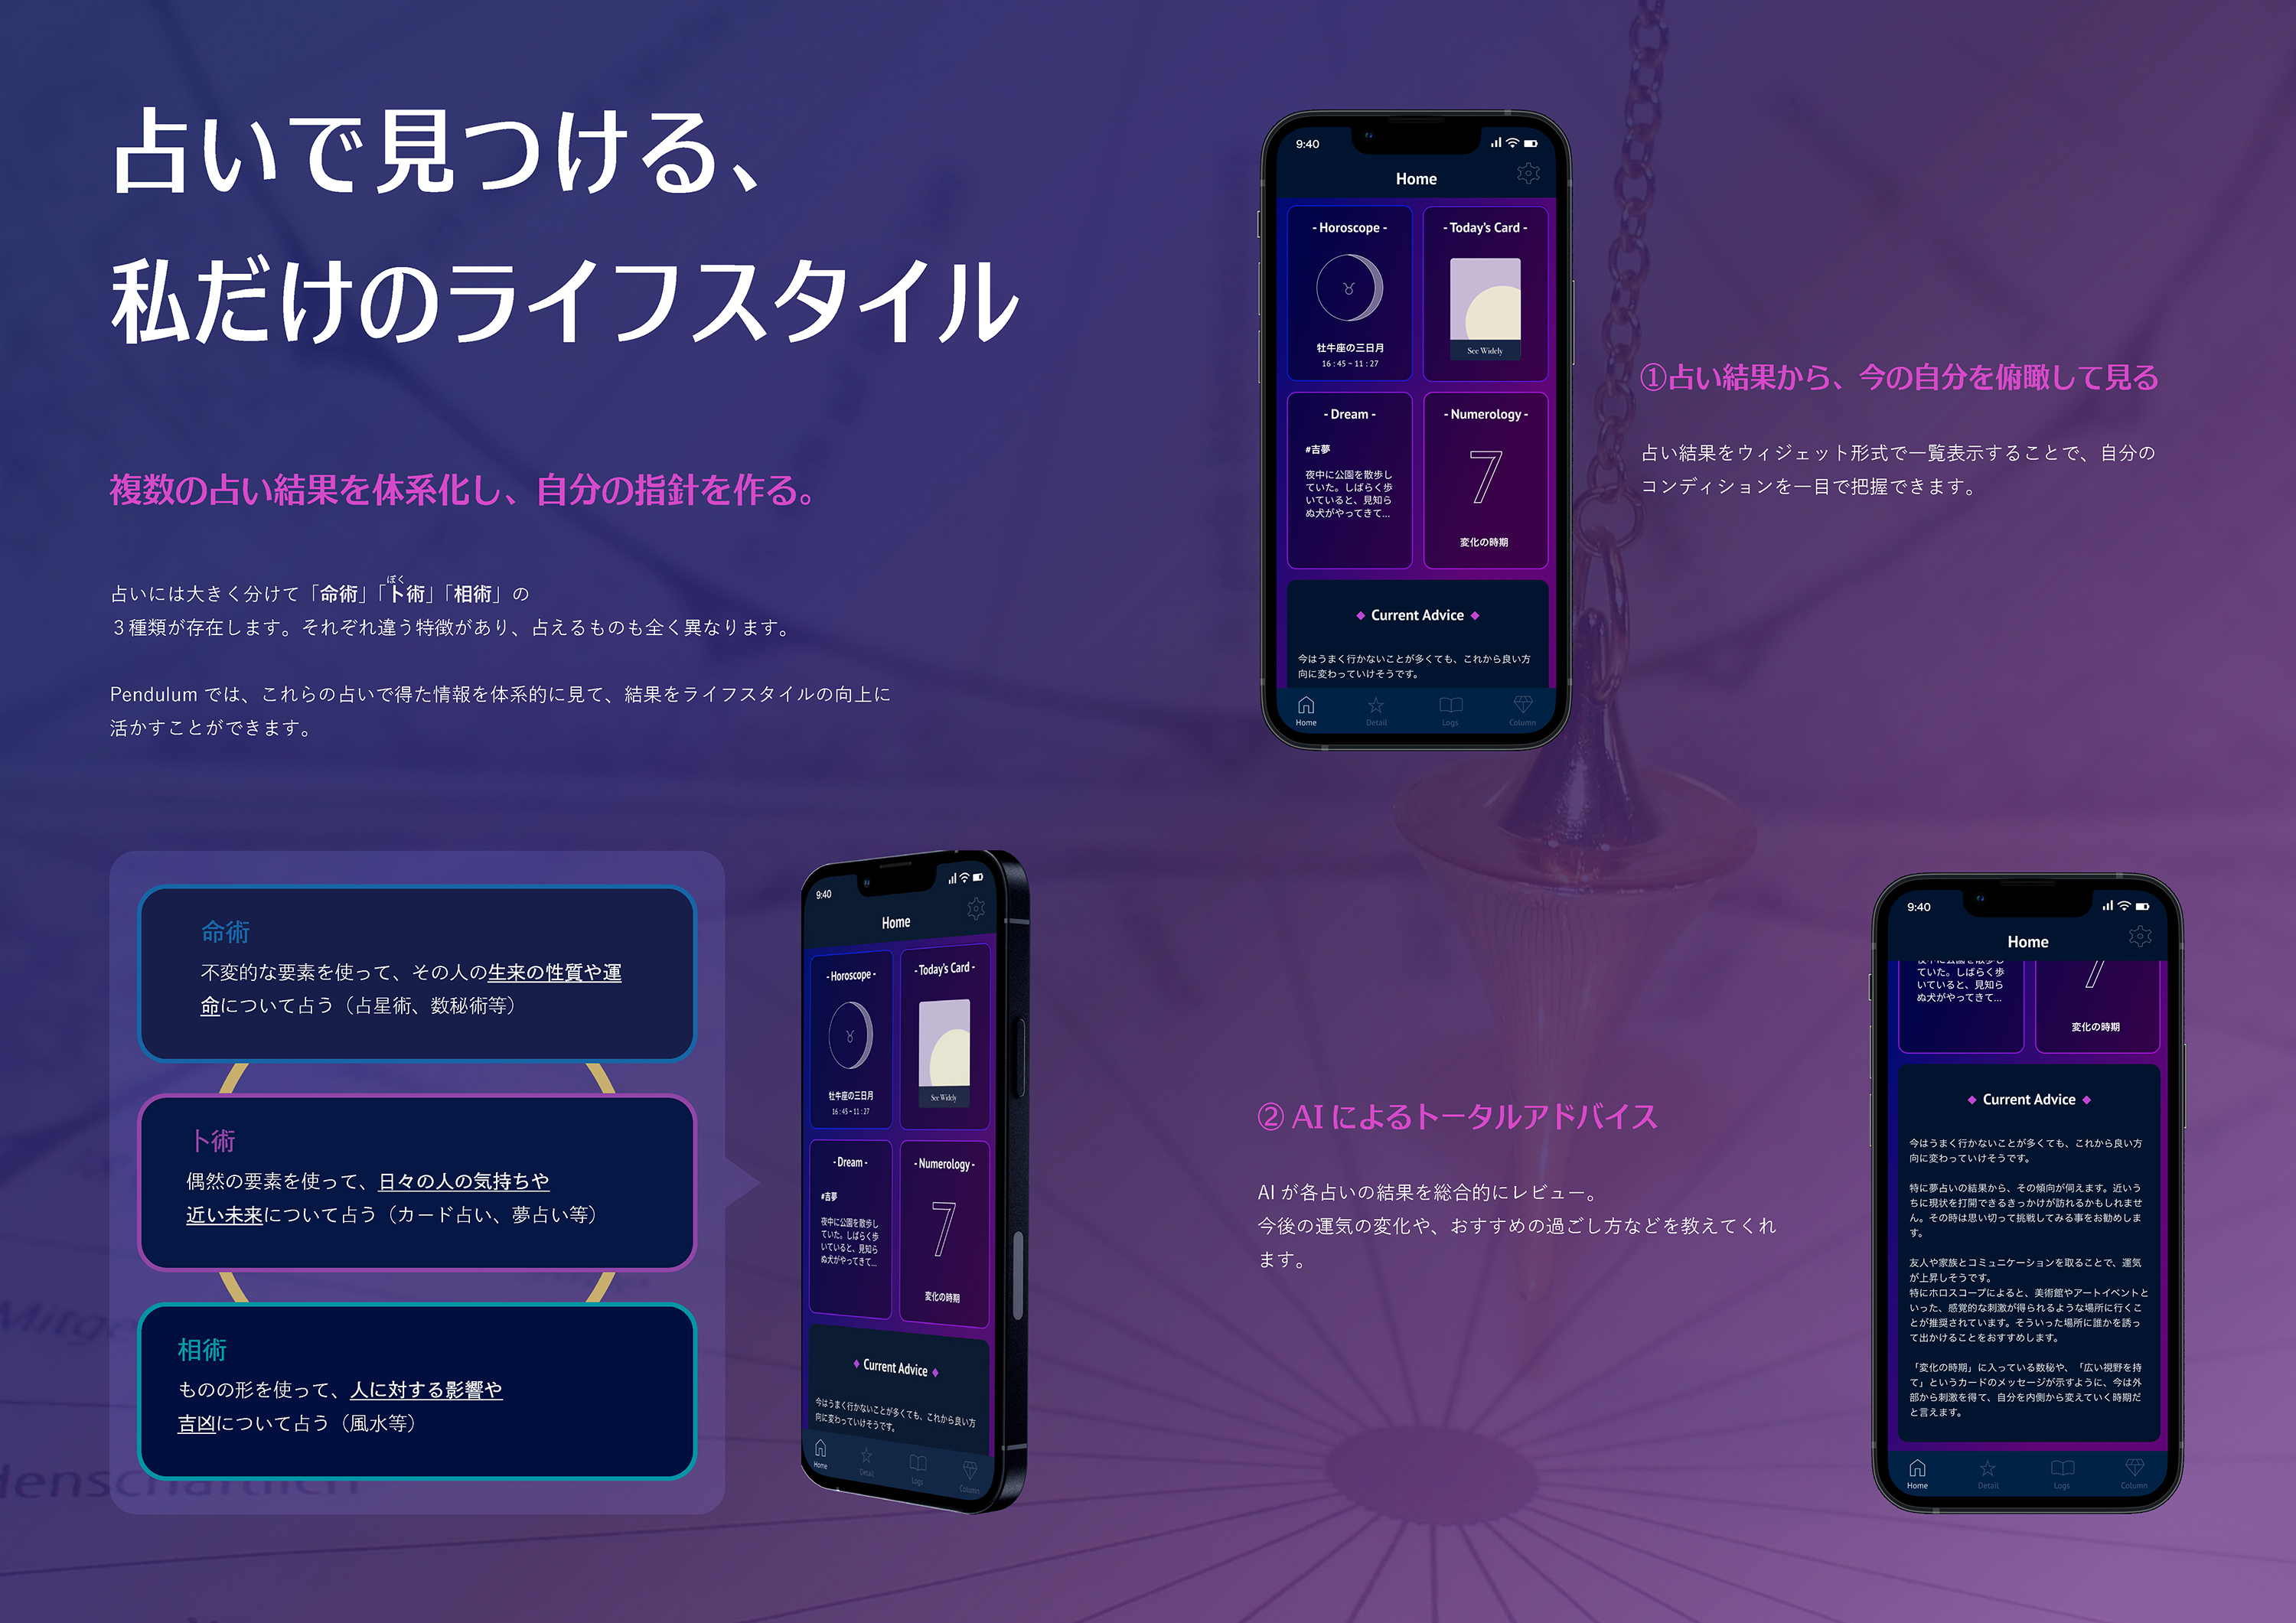 占いで見つける、
私だけのライフスタイル
複数の占い結果を体系化し、自分の指針を作る。
ぼく
占いには大きく分けて「命術」「卜術」「相術」の
３種類が存在します。それぞれ違う特徴があり、占えるものも全く異なります。
Pendulum では、これらの占いで得た情報を体系的に見て、結果をライフスタイルの向上に
活かすことができます。
命術
不変的な要素を使って、その人の生来の性質や運
命について占う（占星術、数秘術等）
卜術
偶然の要素を使って、日々の人の気持ちや
近い未来について占う（カード占い、夢占い等）
相術
ものの形を使って、人に対する影響や
吉凶について占う（風水等）
9:40
Home
- Horoscope -
- Today's Card -
牡牛座の三日月
16 : 45 ~ 11 : 27
See Widely
- Dream -
- Numerology -
#吉夢
夜中に公園を散歩し
ていた。しばらく歩
いていると、見知ら
ぬ犬がやってきて...
7
変化の時期
Current Advice
今はうまく行かないことが多くても、これから良い方
向に変わっていけそうです。
Home
Detail
Logs
Column
9:40
Home
- Horoscope -
- Today's Card -
牡牛座の三日月
16 : 45 ~ 11 : 27
See Widely
- Dream -
- Numerology -
#吉夢
夜中に公園を散歩し
ていた。しばらく歩
いていると、見知ら
ぬ犬がやってきて...
7
変化の時期
Current Advice
今はうまく行かないことが多くても、これから良い方
向に変わっていけそうです。
Home
Detail
Logs
Column
①占い結果から、今の自分を俯瞰して見る
占い結果をウィジェット形式で一覧表示することで、自分の
コンディションを一目で把握できます。
② AI によるトータルアドバイス
AI が各占いの結果を総合的にレビュー。
今後の運気の変化や、おすすめの過ごし方などを教えてくれ
ます。
9:40
Home
ていた。しばらく歩
いていると、見知ら
ぬ犬がやってきて...
7
変化の時期
Current Advice
今はうまく行かないことが多くても、これから良い方
向に変わっていけそうです。
特に夢占いの結果から、その傾向が伺えます。近いう
ちに現状を打開できるきっかけが訪れるかもしれませ
ん。その時は思い切って挑戦してみる事をお勧めしま
す。
友人や家族とコミュニケーションを取ることで、運気
が上昇しそうです。
特にホロスコープによると、美術館やアートイベントと
いった、感覚的な刺激が得られるような場所に行くこ
とが推奨されています。そういった場所に誰かを誘っ
て出かけることをおすすめします。
「変化の時期」に入っている数秘や、「広い視野を持
て」というカードのメッセージが示すように、今は外
部から刺激を得て、自分を内側から変えていく時期だ
と言えます。
Home
Detail
Logs
Column